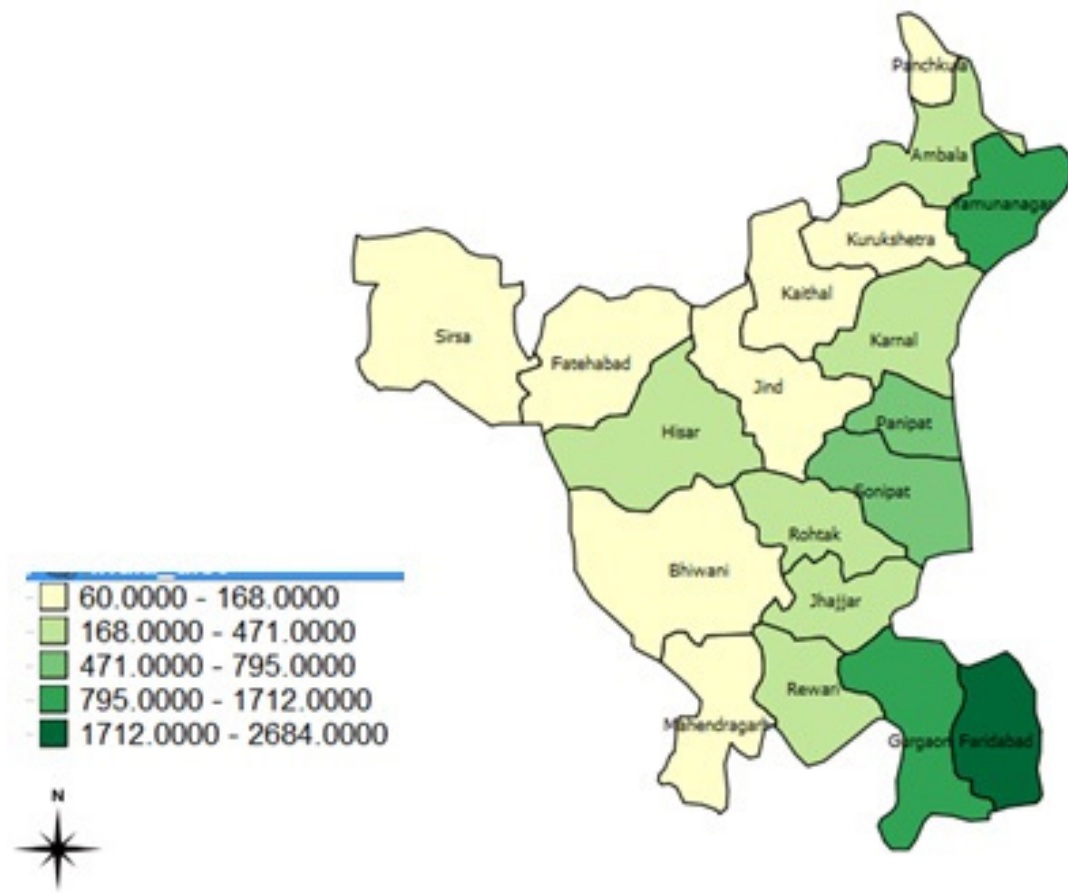 Panchkula
Ambala
Yamunanagar
Kurukshetra
Kaithal
Karnal
Sirsa
Fatehabad
Jind
Hisar
Panipat
Sonipat
Rohtak
Bhiwani
Jhajjar
Rewari
Mahendragarh
Gurgaon
Faridabad
60.0000 - 168.0000
168.0000 - 471.0000
471.0000 - 795.0000
795.0000 - 1712.0000
1712.0000 - 2684.0000
N